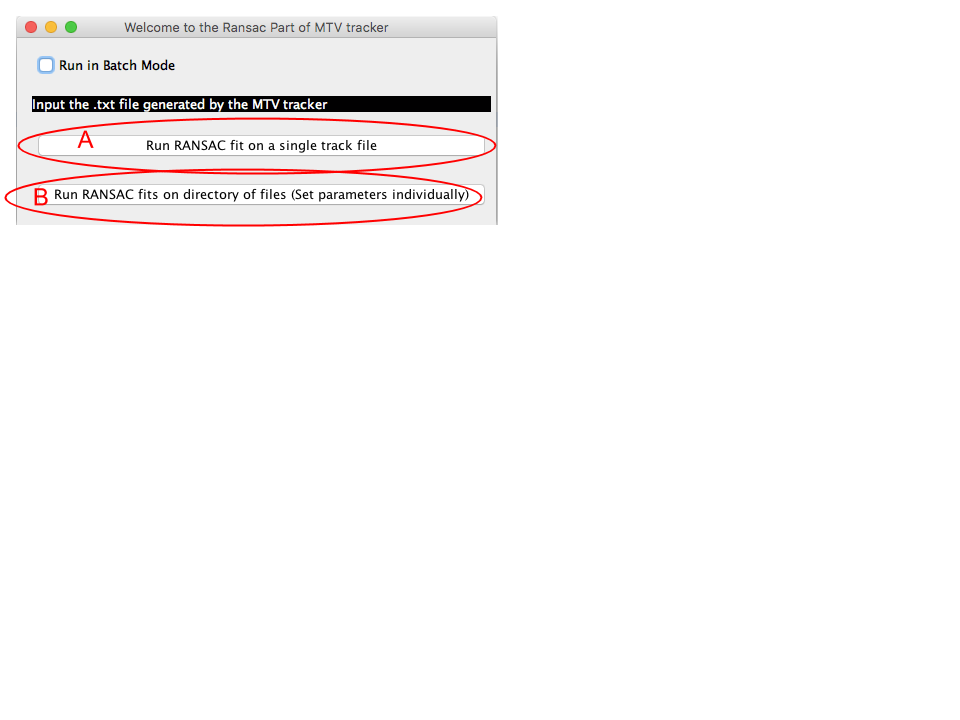 Welcome to the Ransac Part of MTV tracker
Run in Batch Mode
Input the .txt file generated by the MTV tracker
A
Run RANSAC fit on a single track file
B Run RANSAC fits on directory of files (Set parameters individually)